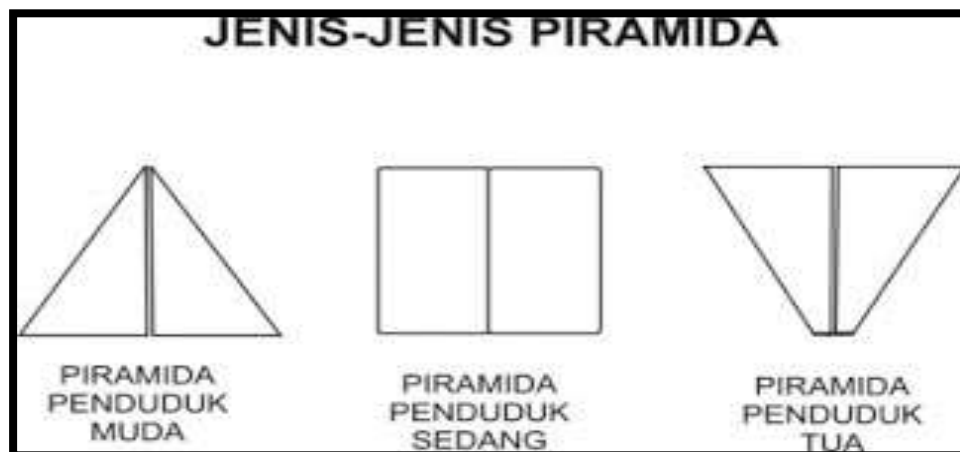 JENIS-JENIS PIRAMIDA
PIRAMIDA
PENDUDUK
MUDA
PIRAMIDA
PENDUDUK
SEDANG
PIRAMIDA
PENDUDUK
TUA